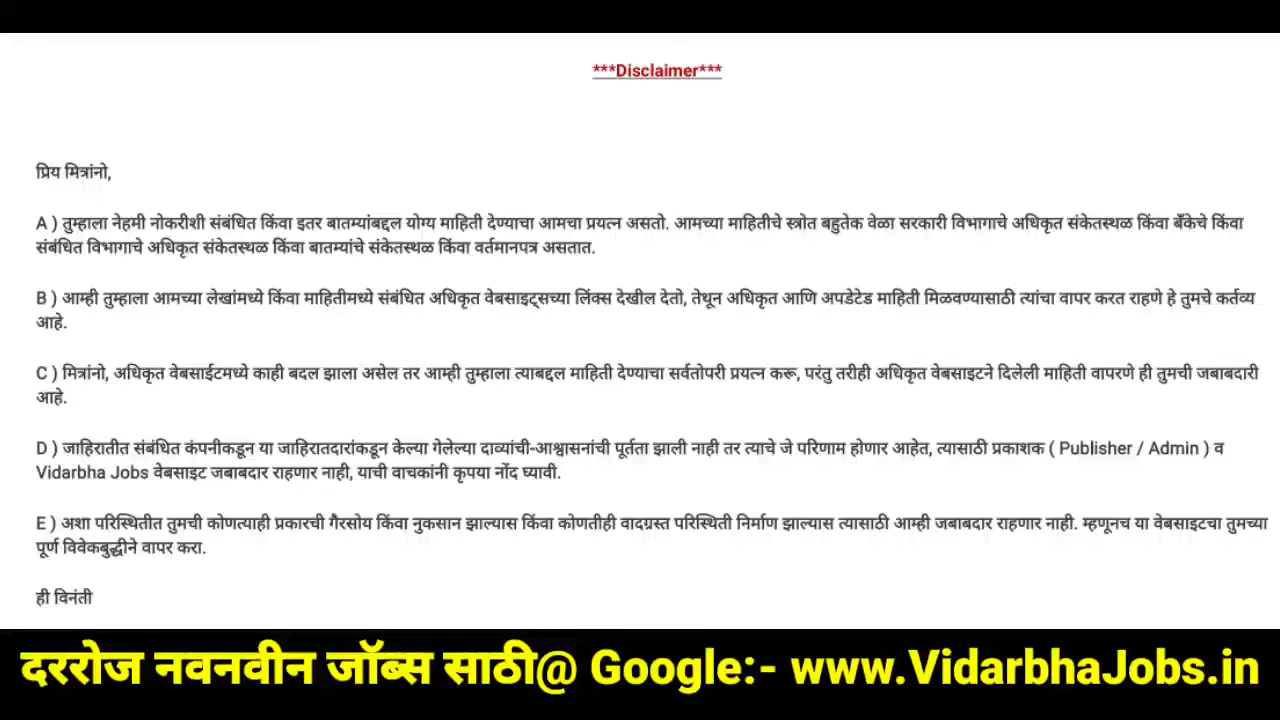 ***Disclaimer***
प्रिय मित्रांनो,
A ) तुम्हाला नेहमी नोकरीशी संबंधित किंवा इतर बातम्यांबद्दल योग्य माहिती देण्याचा आमचा प्रयत्न असतो. आमच्या माहितीचे स्त्रोत बहुतेक वेळा सरकारी विभागाचे अधिकृत संकेतस्थळ किंवा बँकेचे किंवा
संबंधित विभागाचे अधिकृत संकेतस्थळ किंवा बातम्यांचे संकेतस्थळ किंवा वर्तमानपत्र असतात.
B ) आम्ही तुम्हाला आमच्या लेखांमध्ये किंवा माहितीमध्ये संबंधित अधिकृत वेबसाइट्सच्या लिंक्स देखील देतो, तेथून अधिकृत आणि अपडेटेड माहिती मिळवण्यासाठी त्यांचा वापर करत राहणे हे तुमचे कर्तव्य
आहे.
C ) मित्रांनो, अधिकृत वेबसाईटमध्ये काही बदल झाला असेल तर आम्ही तुम्हाला त्याबद्दल माहिती देण्याचा सर्वतोपरी प्रयत्न करू, परंतु तरीही अधिकृत वेबसाइटने दिलेली माहिती वापरणे ही तुमची जबाबदारी
आहे.
D ) जाहिरातीत संबंधित कंपनीकडून या जाहिरातदारांकडून केल्या गेलेल्या दाव्यांची-आश्वासनांची पूर्तता झाली नाही तर त्याचे जे परिणाम होणार आहेत, त्यासाठी प्रकाशक ( Publisher / Admin ) व
Vidarbha Jobs वेबसाइट जबाबदार राहणार नाही, याची वाचकांनी कृपया नोंद घ्यावी.
E ) अशा परिस्थितीत तुमची कोणत्याही प्रकारची गैरसोय किंवा नुकसान झाल्यास किंवा कोणतीही वादग्रस्त परिस्थिती निर्माण झाल्यास त्यासाठी आम्ही जबाबदार राहणार नाही. म्हणूनच या वेबसाइटचा तुमच्या
पूर्ण विवेकबुद्धीने वापर करा.
ही विनंती
दररोज नवनवीन जॉब्स साठी@ Google:- www.VidarbhaJobs.in